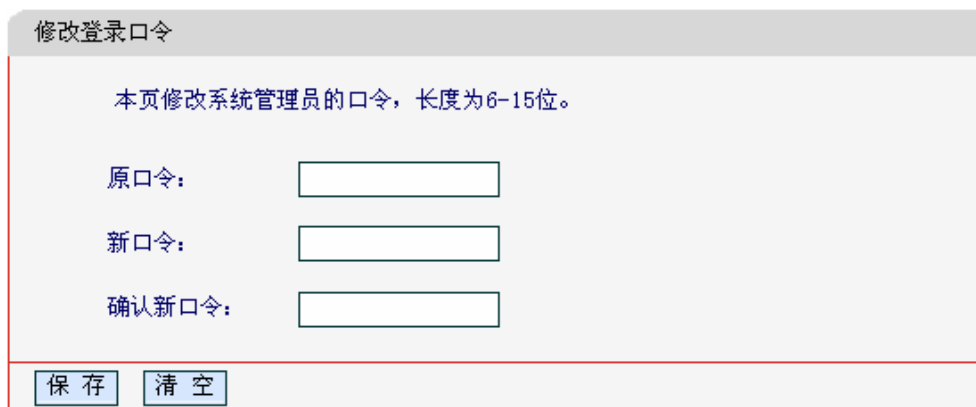 修改登录口令
本页修改系统管理员的口令，长度为6-15位。
原口令：
新口令：
确认新口令：
保 存 清 空